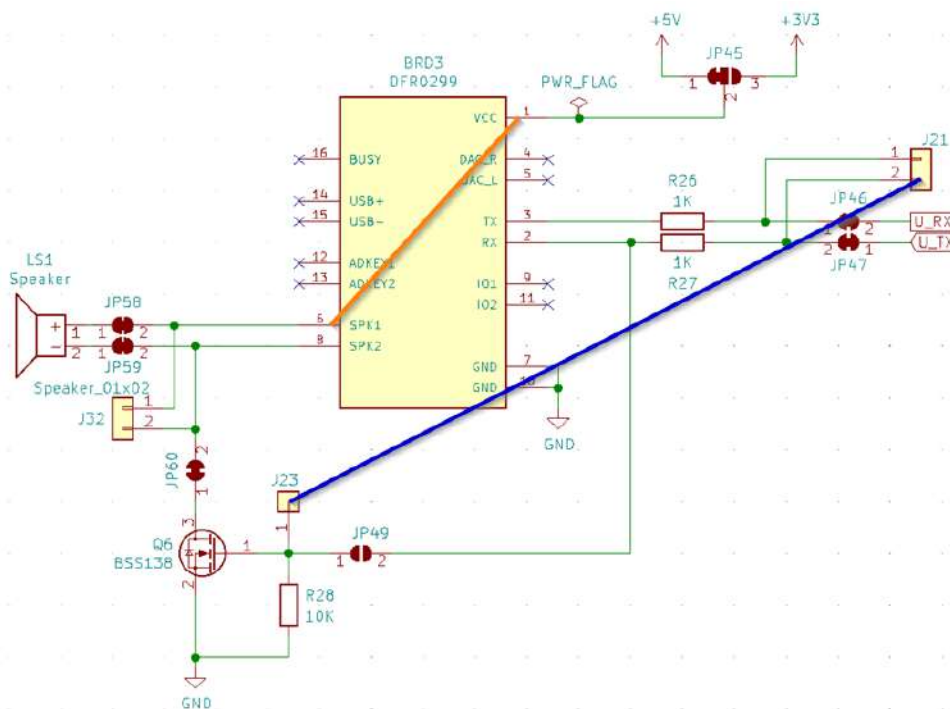 +5V
+3V3
JP45
1
3
2
BRD3
DFR0299
PWR_FLAG
VCC
1
J21
1
2
16
BUSY
DAC_R
4
DAC_L
5
14
USB+
15
USB-
R26
1K
JP46
TX
3
1
2
U_RX
RX
2
2
1
U_TX
1K
R27
JP47
12
ADKEY1
13
ADKEY2
IO1
9
IO2
11
LS1
Speaker
JP58
+
1
1
2
6
SPK1
-
2
1
2
8
SPK2
JP59
GND
7
GND
10
GND
Speaker_01x02
J32
1
2
JP60
2
1
J23
1
JP49
1
2
Q6
BSS138
3
1
2
R28
10K
GND